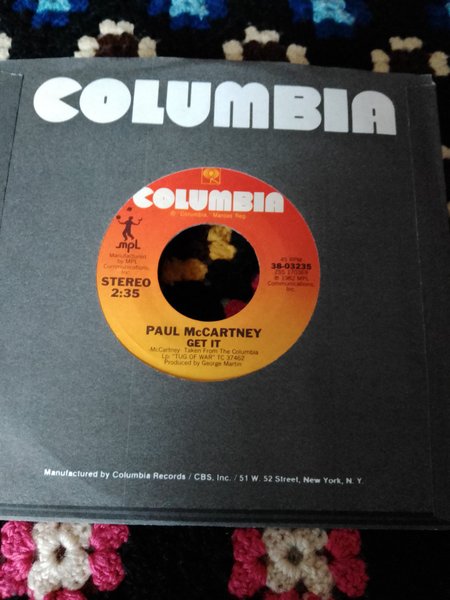 COLUMBIA
COLUMBIA
® "Columbia," Marcas Reg.
mpl
Manufactured
by MPL
Communications,
Inc.
STEREO
2:35
45 RPM
38-03235
℗ 1982 MPL
Communications,
Inc.
PAUL McCARTNEY
GET IT
-McCartney- Taken From The Columbia
Lp: "TUG OF WAR" TC 37462
Produced by George Martin
Manufactured by Columbia Records / CBS, Inc. / 51 W. 52 Street, New York, N. Y.